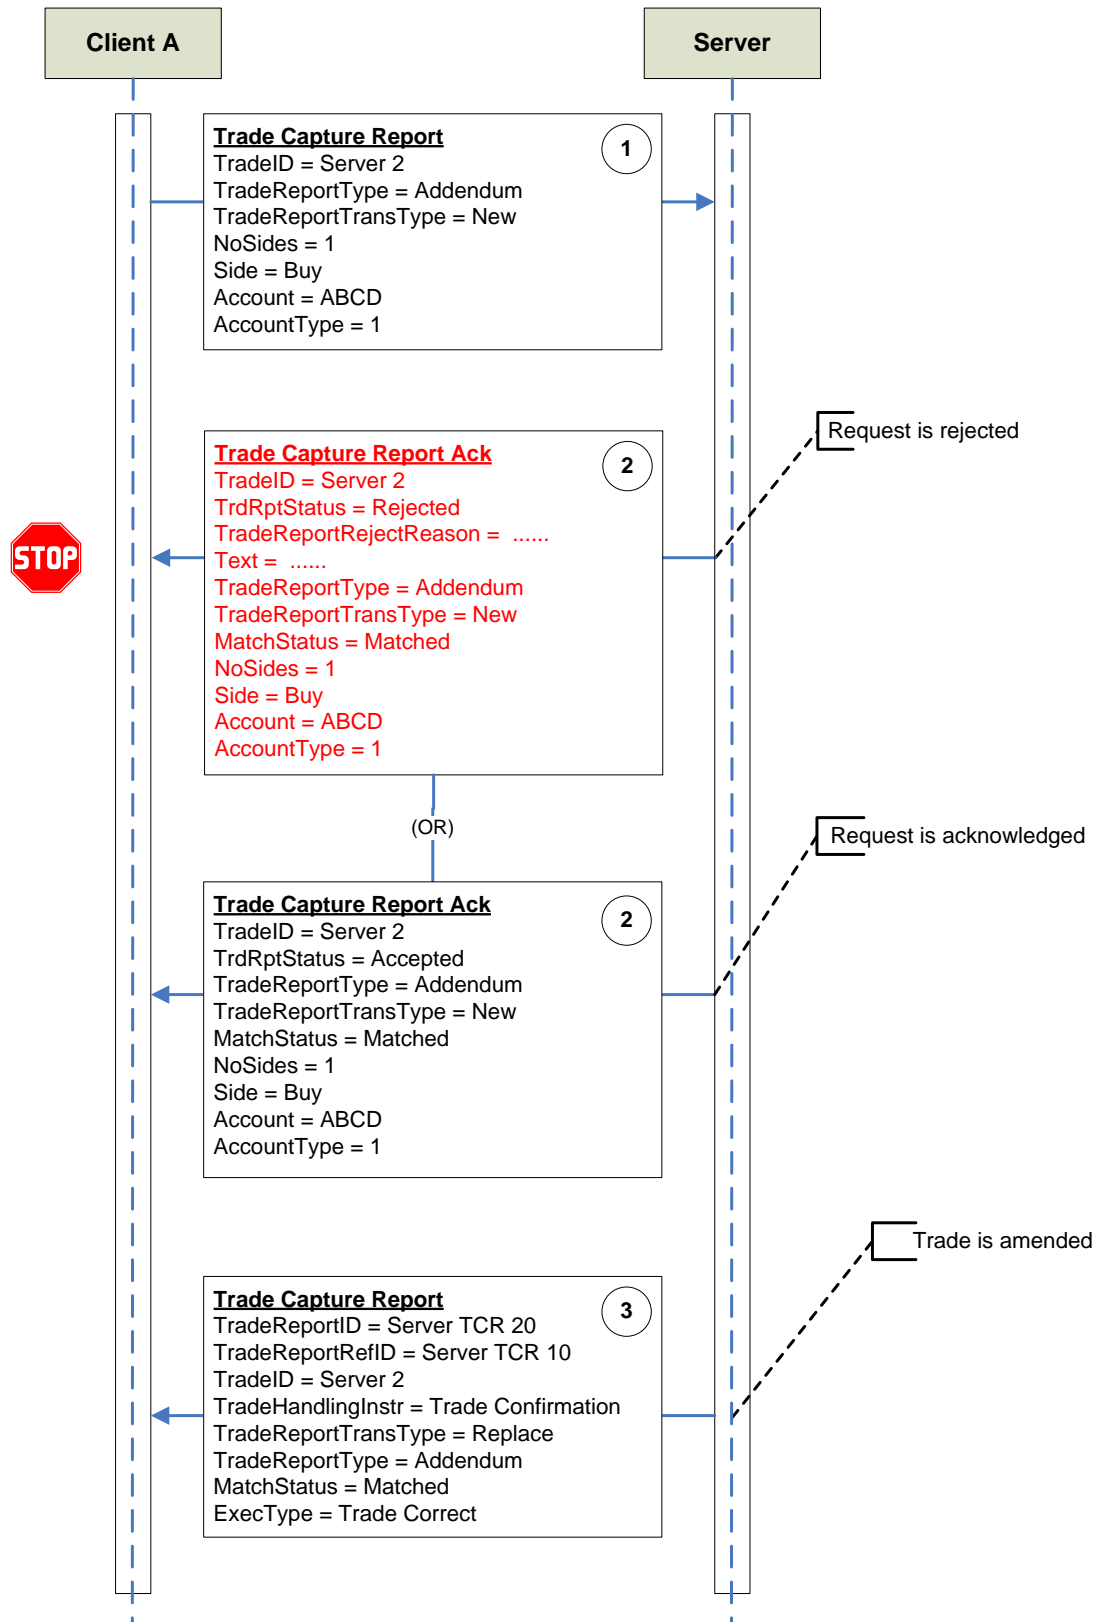 Client A
Server
Trade Capture Report
1
TradeID = Server 2
TradeReportType = Addendum
TradeReportTransType = New
NoSides = 1
Side = Buy
Account = ABCD
AccountType = 1
Request is rejected
Trade Capture Report Ack
2
TradeID = Server 2
TrdRptStatus = Rejected
TradeReportRejectReason =  ......
Text =  ......
TradeReportType = Addendum
TradeReportTransType = New
MatchStatus = Matched
NoSides = 1
Side = Buy
Account = ABCD
AccountType = 1
STOP
(OR)
Request is acknowledged
Trade Capture Report Ack
2
TradeID = Server 2
TrdRptStatus = Accepted
TradeReportType = Addendum
TradeReportTransType = New
MatchStatus = Matched
NoSides = 1
Side = Buy
Account = ABCD
AccountType = 1
Trade is amended
Trade Capture Report
3
TradeReportID = Server TCR 20
TradeReportRefID = Server TCR 10
TradeID = Server 2
TradeHandlingInstr = Trade Confirmation
TradeReportTransType = Replace
TradeReportType = Addendum
MatchStatus = Matched
ExecType = Trade Correct